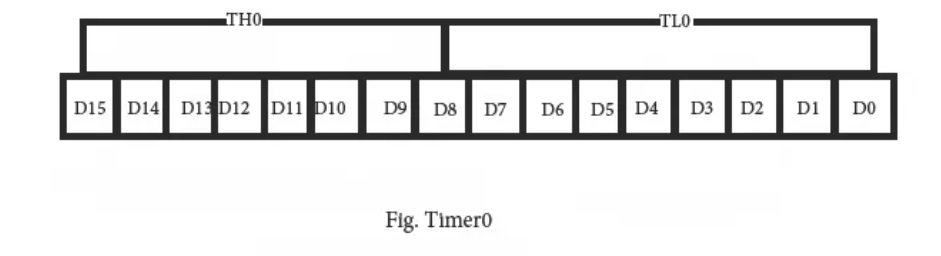 TH0 TL0
D15 D14 D13 D12 D11 D10 D9 D8 D7 D6 D5 D4 D3 D2 D1 D0
Fig. Timer0